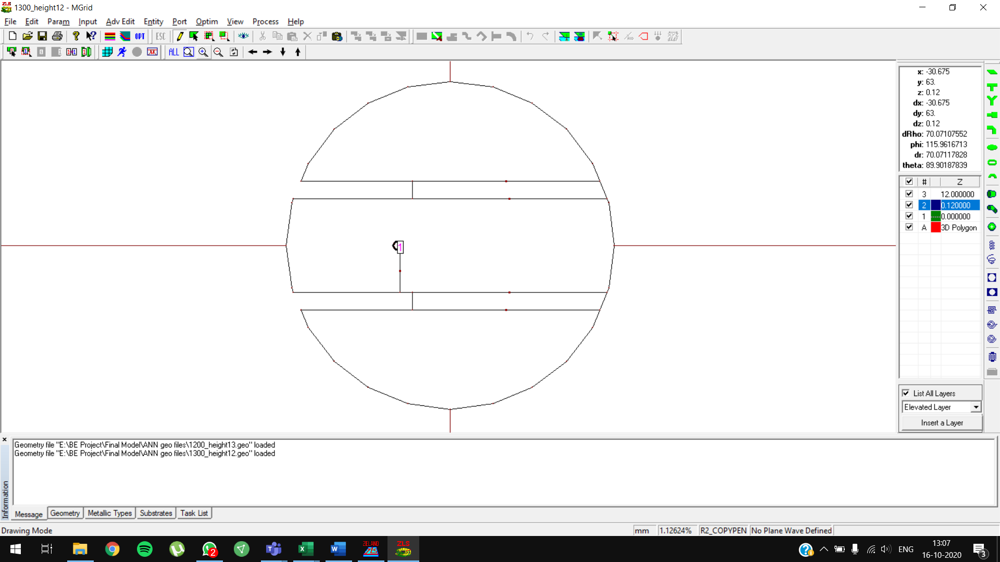 1300_height12 - MGrid
File Edit Param Input Adv Edit Entity Port Optim View Process Help
OPT ESC
ALL
x: -30.675
y: 63.
z: 0.12
dx: -30.675
dy: 63.
dz: 0.12
dRho: 70.07107552
phi: 115.9616713
dr: 70.07117828
theta: 89.90187839
# Z
3 12.000000
2 0.120000
1 0.000000
A 3D Polygon
1
List All Layers
Elevated Layer
Insert a Layer
Geometry file "E:\BE Project\Final Model\ANN geo files\1200_height13.geo" loaded
Geometry file "E:\BE Project\Final Model\ANN geo files\1300_height12.geo" loaded
Information
Message Geometry Metallic Types Substrates Task List
Drawing Mode mm 1.12624% R2_COPYPEN No Plane Wave Defined
2 ZELAND ZLS ENG 13:07
16-10-2020 3